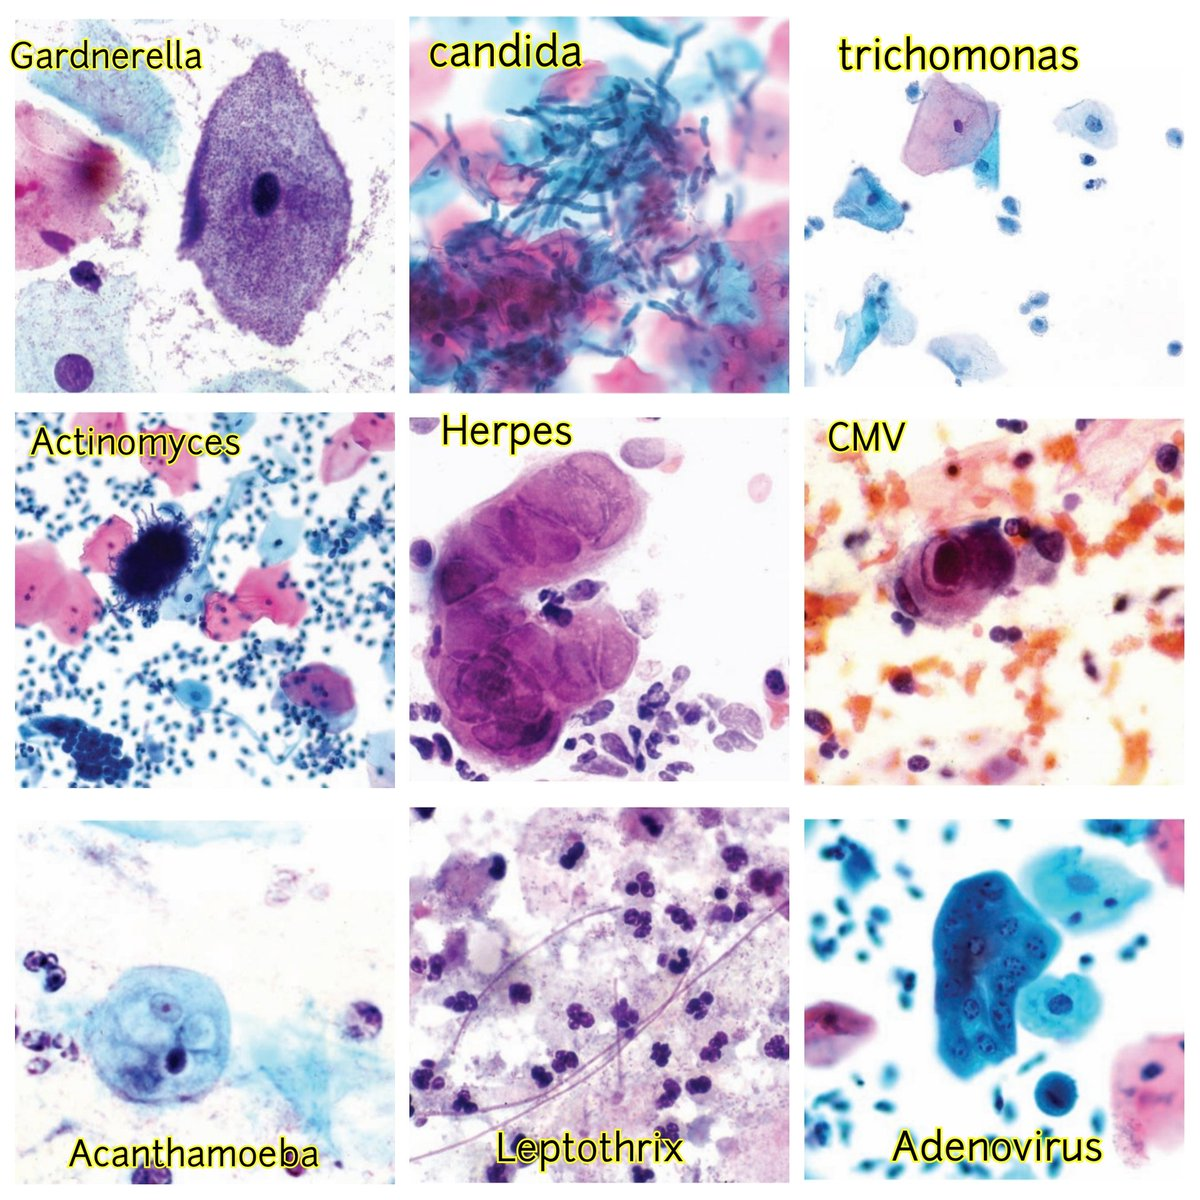 Gardnerella
candida
trichomonas
Actinomyces
Herpes
CMV
Acanthamoeba
Leptothrix
Adenovirus